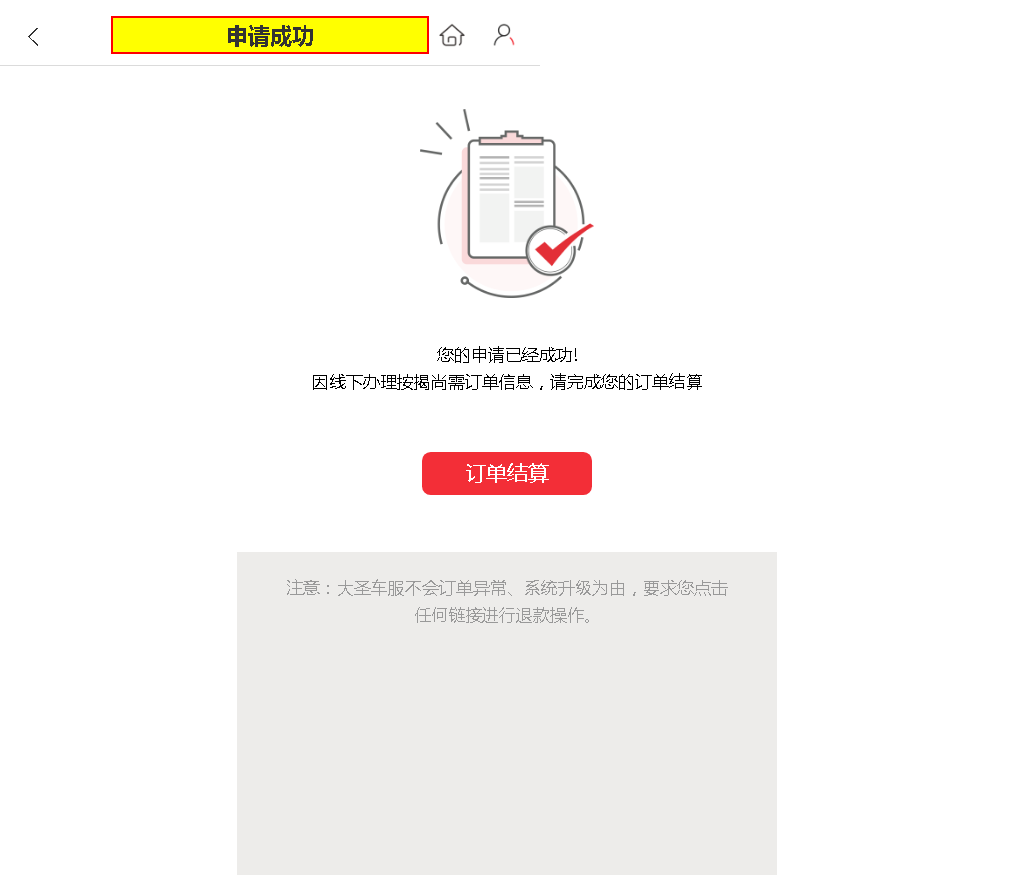 申请成功
您的申请已经成功!
因线下办理按揭尚需订单信息，请完成您的订单结算
订单结算
注意：大圣车服不会订单异常、系统升级为由，要求您点击
任何链接进行退款操作。